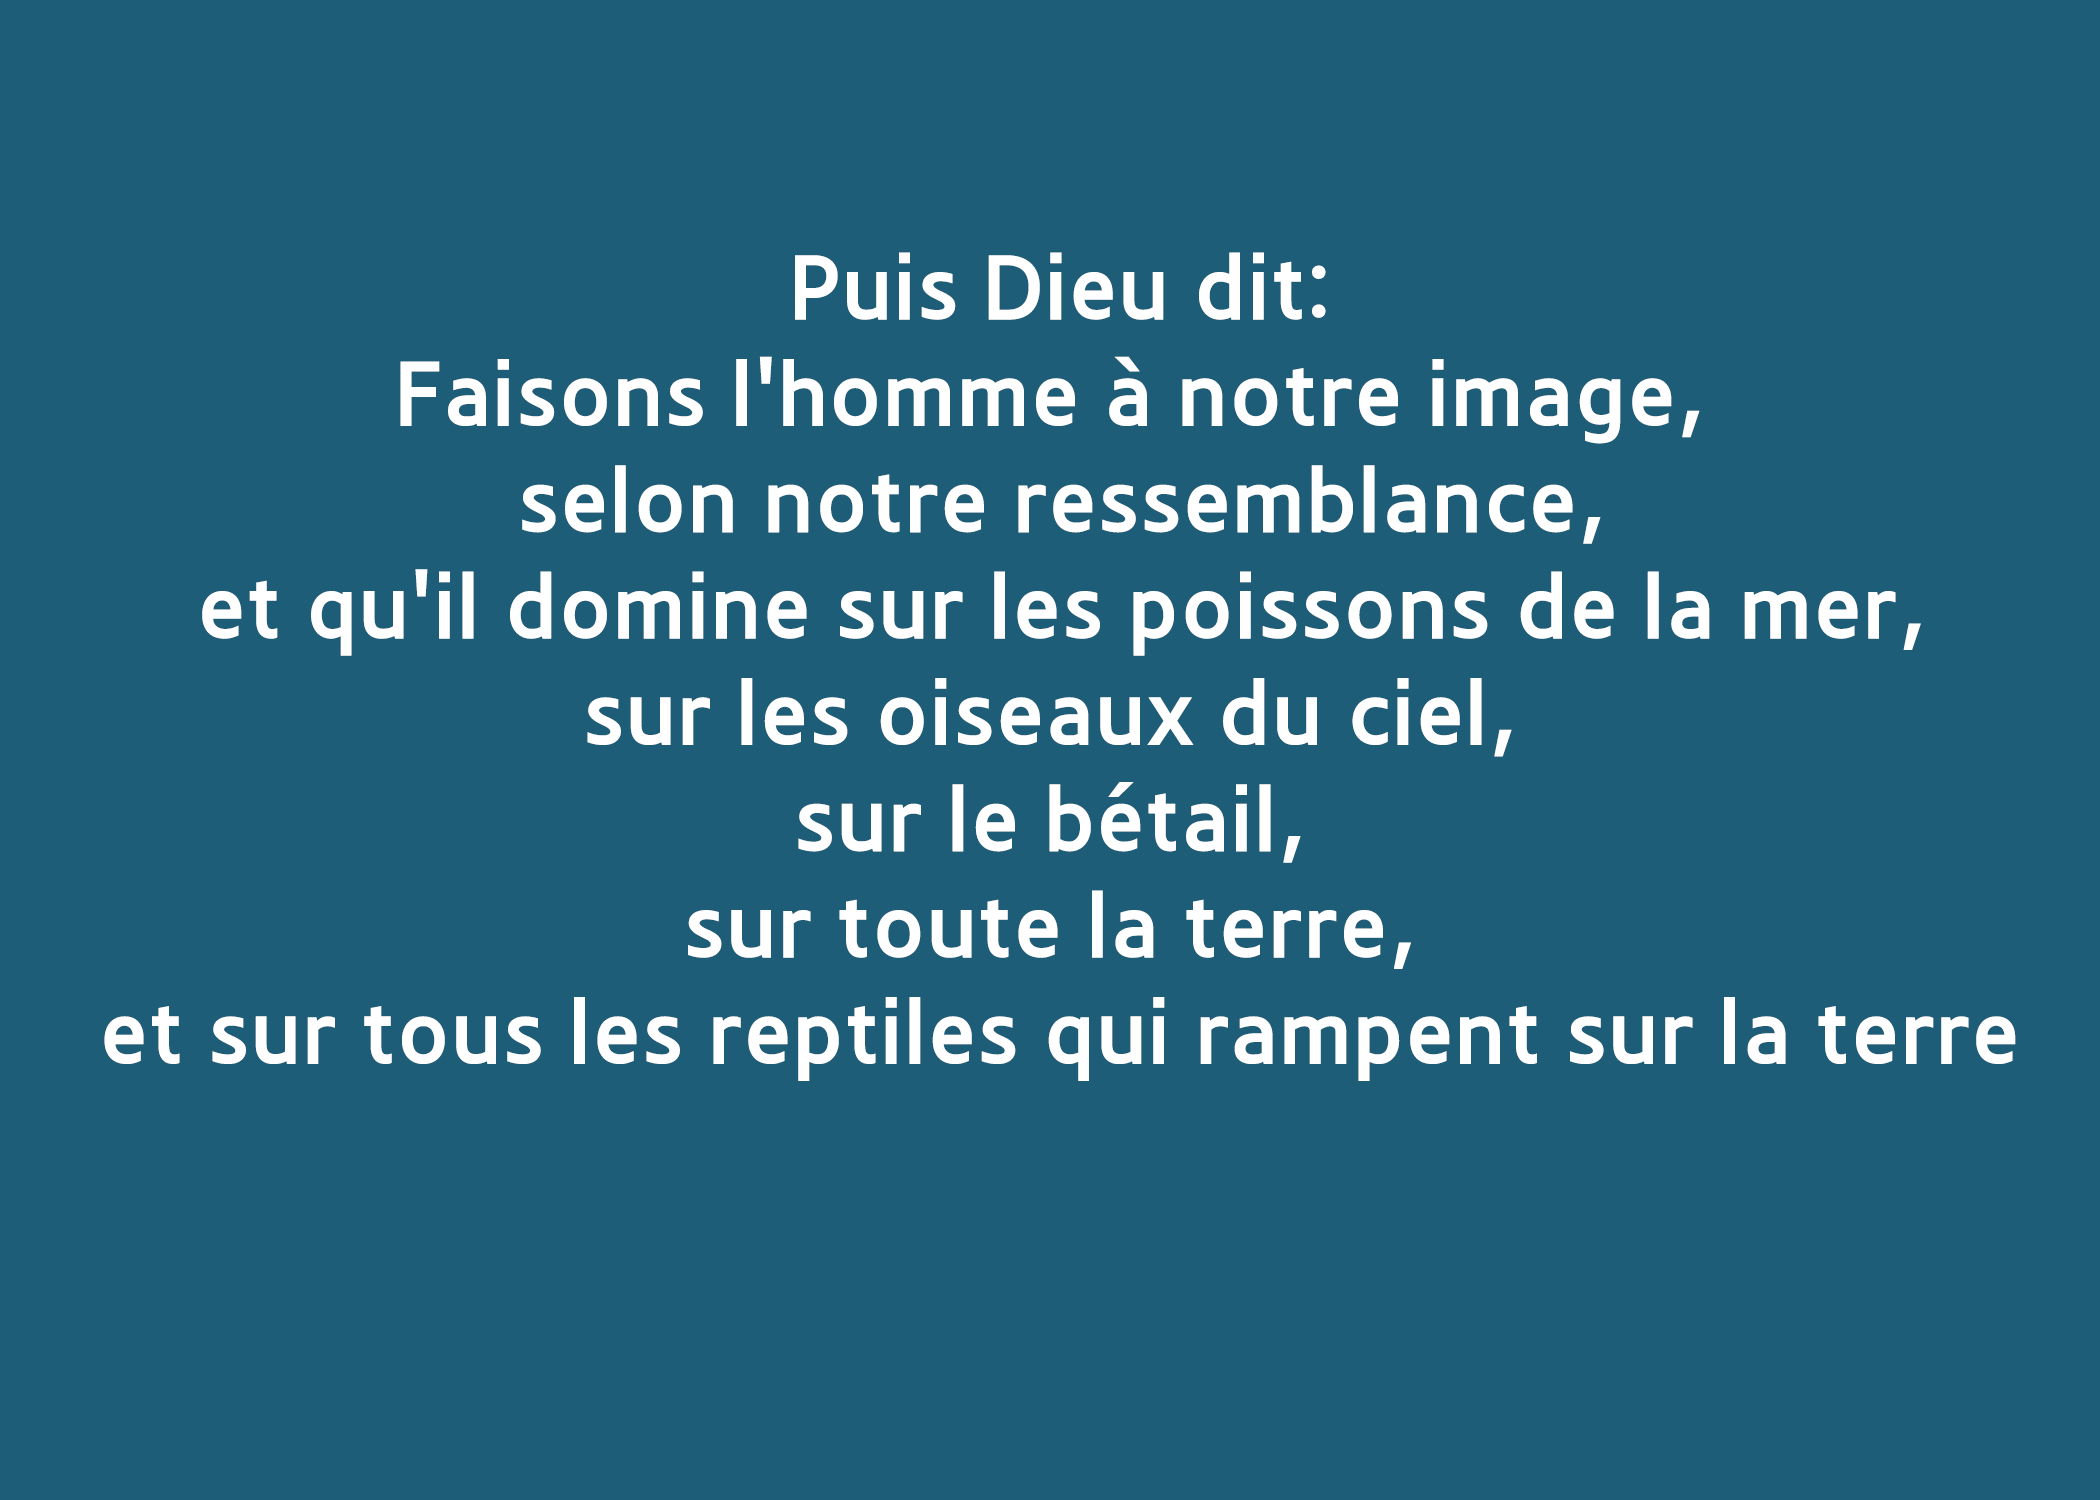 Puis Dieu dit:
Faisons l'homme à notre image,
selon notre ressemblance,
et qu'il domine sur les poissons de la mer,
sur les oiseaux du ciel,
sur le bétail,
sur toute la terre,
et sur tous les reptiles qui rampent sur la terre